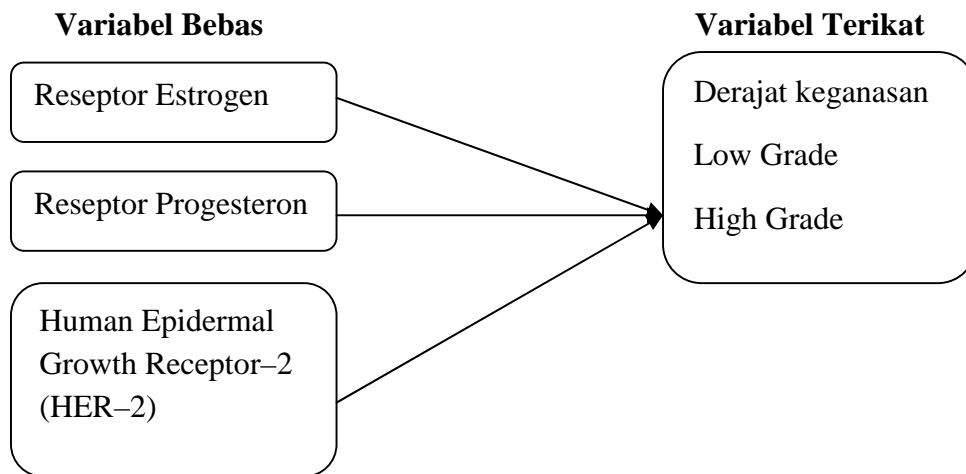 Variabel Bebas
Variabel Terikat
Reseptor Estrogen
Reseptor Progesteron
Human Epidermal
Growth Receptor–2
(HER–2)
Derajat keganasan
Low Grade
High Grade